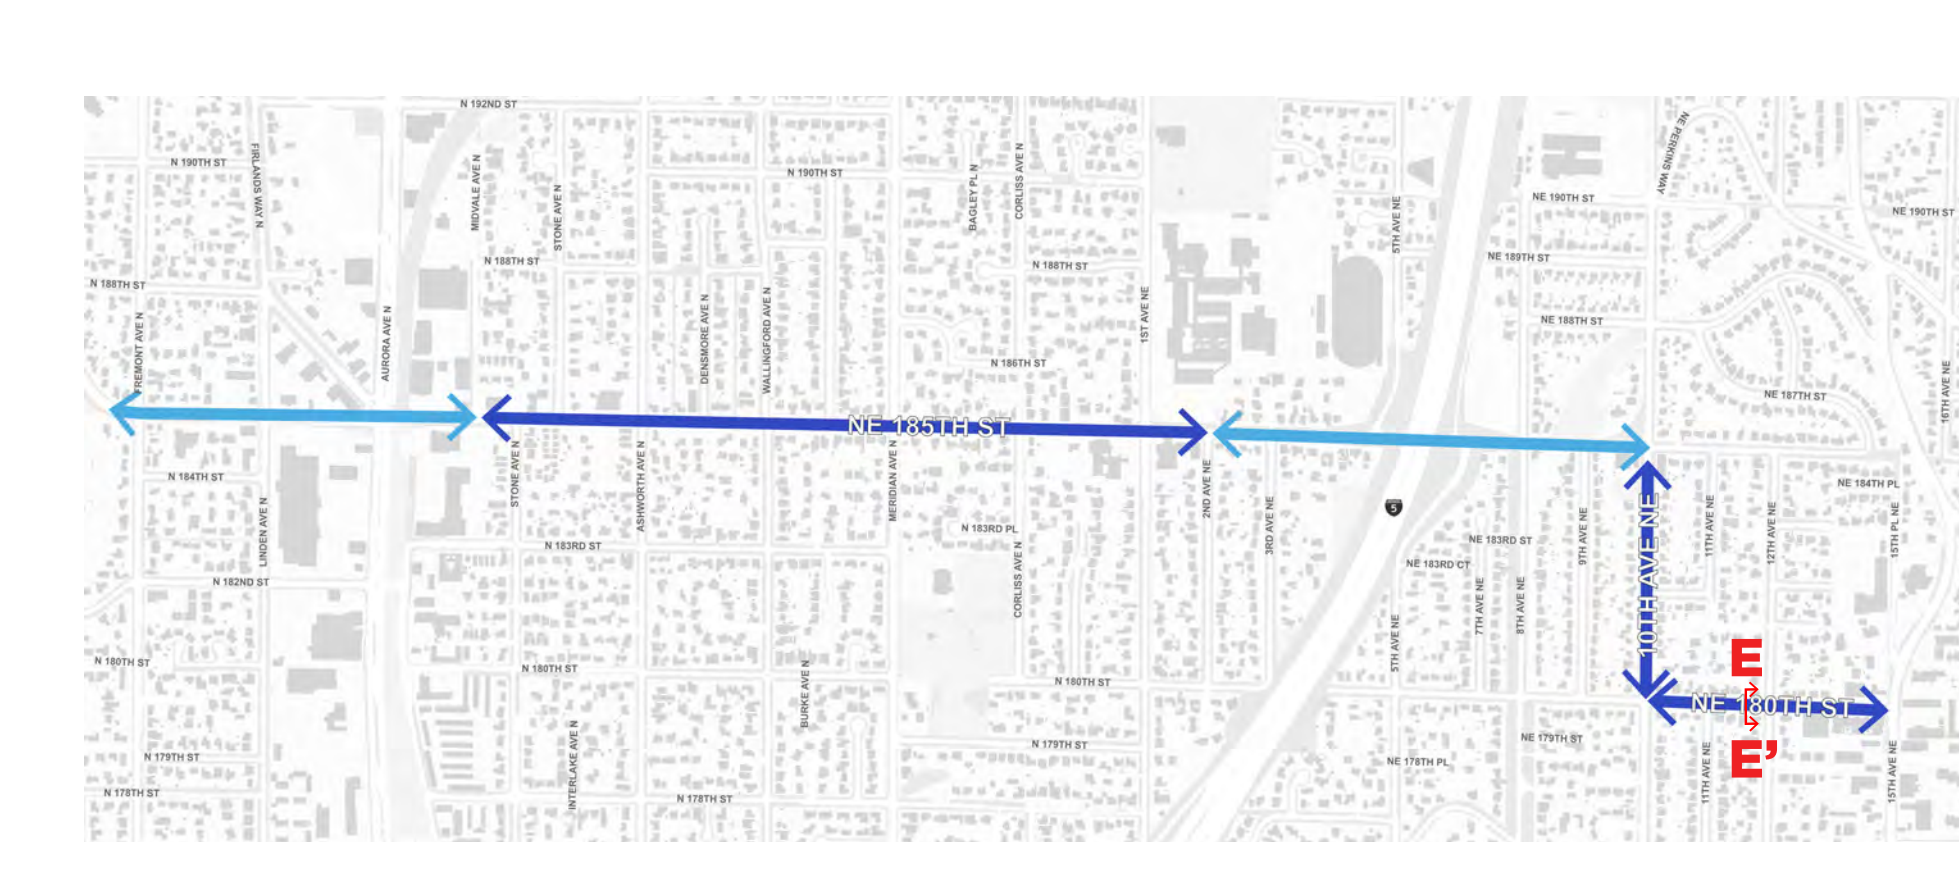 N 192ND ST
N 190TH ST
FIRLANDS WAY N
MIDVALE AVE N
STONE AVE N
N 190TH ST
BAGLEY PL N
CORLISS AVE N
NE PERKINS WAY
5TH AVE NE
NE 190TH ST
NE 190TH ST
N 188TH ST
N 188TH ST
N 188TH ST
NE 189TH ST
FREMONT AVE N
AURORA AVE N
DENSMORE AVE N
WALLINGFORD AVE N
1ST AVE NE
NE 188TH ST
N 186TH ST
NE 187TH ST
16TH AVE NE
NE 185TH ST
N 184TH ST
STONE AVE N
ASHWORTH AVE N
MERIDIAN AVE N
2ND AVE NE
NE 184TH PL
LINDEN AVE N
5
N 183RD PL
3RD AVE NE
9TH AVE NE
10TH AVE NE
11TH AVE NE
12TH AVE NE
15TH PL NE
N 183RD ST
NE 183RD ST
NE 183RD CT
N 182ND ST
CORLISS AVE N
7TH AVE NE
8TH AVE NE
5TH AVE NE
N 180TH ST
N 180TH ST
N 180TH ST
E
NE 180TH ST
E’
BURKE AVE N
INTERLAKE AVE N
N 179TH ST
N 179TH ST
NE 179TH ST
NE 178TH PL
11TH AVE NE
15TH AVE NE
N 178TH ST
N 178TH ST